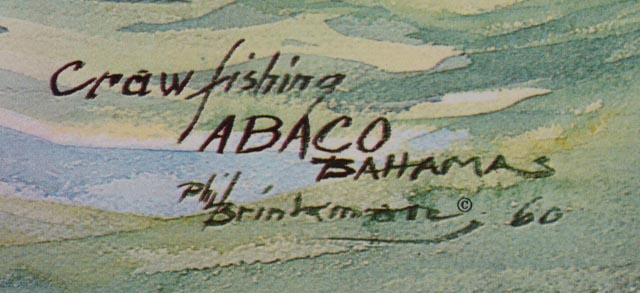 Crawfishing
ABACO
BAHAMAS
Phil
Brinkman © 60